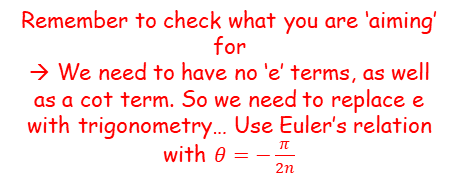 Remember to check what you are ‘aiming’
for
→ We need to have no ‘e’ terms, as well
as a cot term. So we need to replace e
with trigonometry… Use Euler’s relation
with 𝜃 = −𝜋/2n